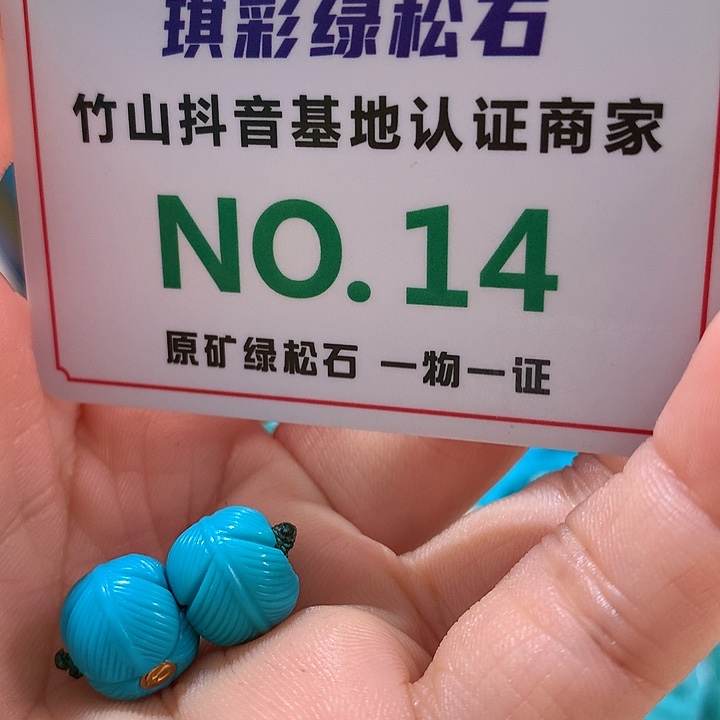 琪彩绿松石
竹山抖音基地认证商家
NO.14
原矿绿松石 一物一证